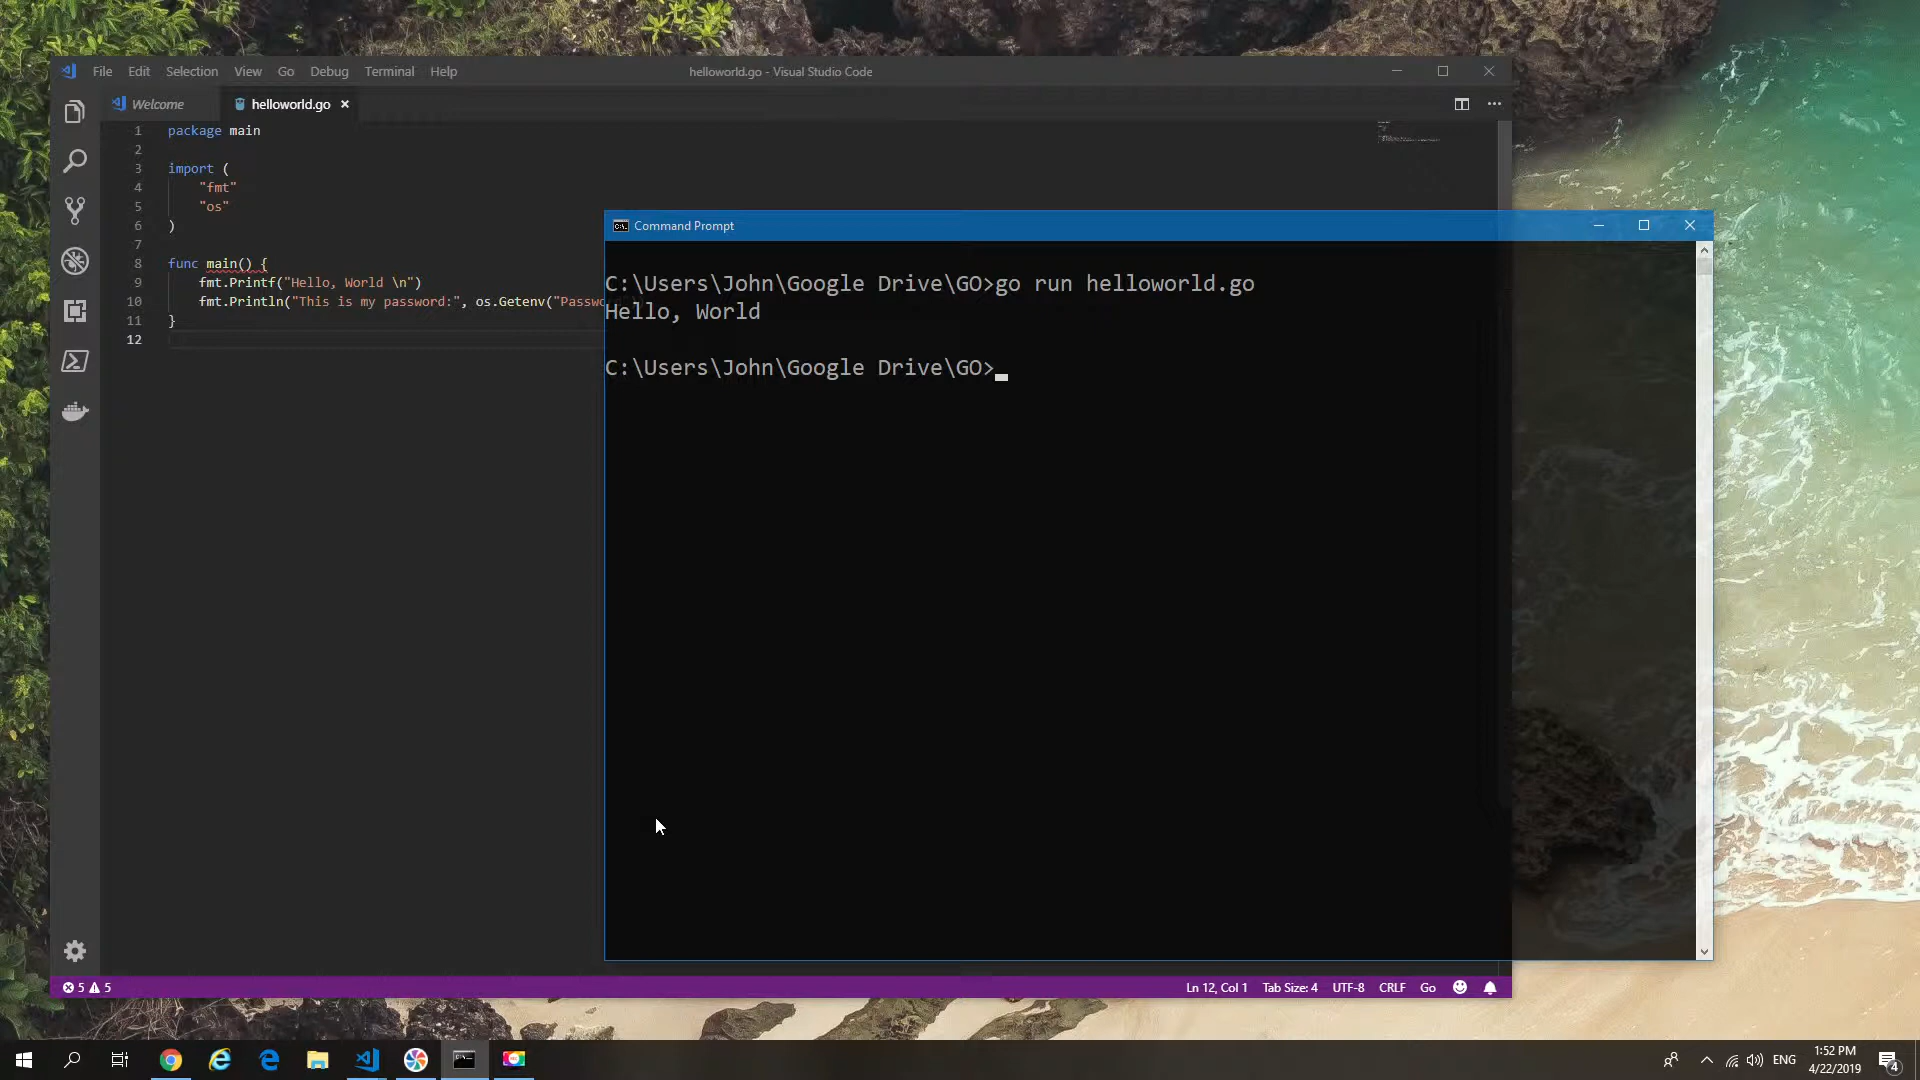 File Edit Selection View Go Debug Terminal Help
helloworld.go - Visual Studio Code
Welcome
helloworld.go
1 package main
2
3 import (
4 "fmt"
5 "os"
6 )
7
8 func main() {
9 fmt.Printf("Hello, World \n")
10 fmt.Println("This is my password:", os.Getenv("Passwo
11 }
12
Command Prompt
C:\Users\John\Google Drive\GO>go run helloworld.go
Hello, World
C:\Users\John\Google Drive\GO>
5 5
Ln 12, Col 1 Tab Size: 4 UTF-8 CRLF Go
ENG
1:52 PM
4/22/2019
4